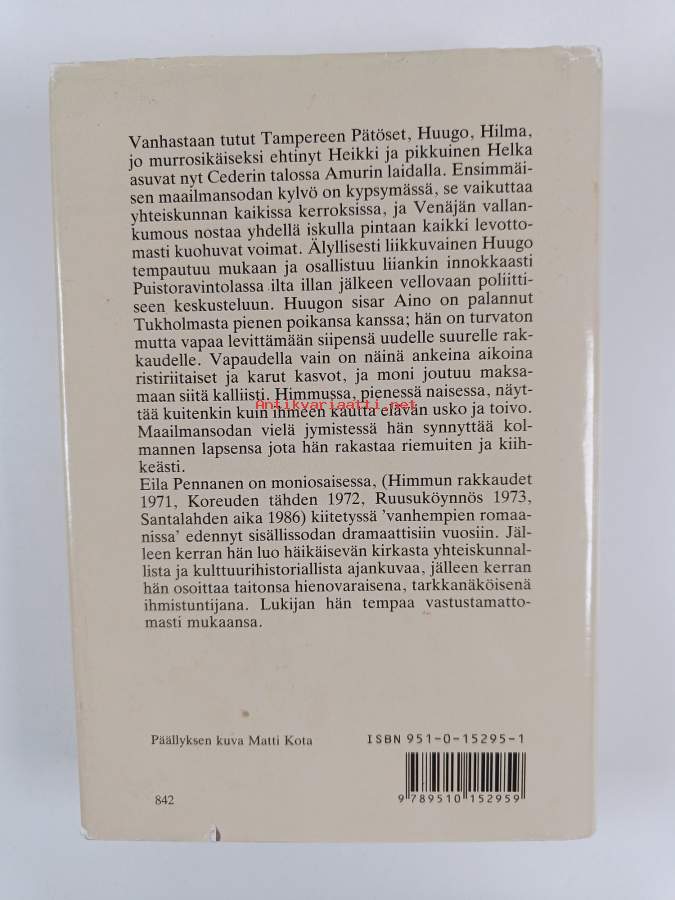 Vanhastaan tutut Tampereen Pätöset, Huugo, Hilma,
jo murrosikäiseksi ehtinyt Heikki ja pikkuinen Helka
asuvat nyt Cederin talossa Amurin laidalla. Ensimmäi-
sen maailmansodan kylvö on kypsymässä, se vaikuttaa
yhteiskunnan kaikissa kerroksissa, ja Venäjän vallan-
kumous nostaa yhdellä iskulla pintaan kaikki levotto-
masti kuohuvat voimat. Älyllisesti liikkuvainen Huugo
tempautuu mukaan ja osallistuu liiankin innokkaasti
Puistoravintolassa ilta illan jälkeen vellovaan poliitti-
seen keskusteluun. Huugon sisar Aino on palannut
Tukholmasta pienen poikansa kanssa; hän on turvaton
mutta vapaa levittämään siipensä uudelle suurelle rak-
kaudelle. Vapaudella vain on näinä ankeina aikoina
ristiriitaiset ja karut kasvot, ja moni joutuu maksa-
maan siitä kalliisti. Himmussa, pienessä naisessa, näyt-
Antikvariaatti.net
tää kuitenkin kuin ihmeen kautta elävän usko ja toivo.
Maailmansodan vielä jymistessä hän synnyttää kol-
mannen lapsensa jota hän rakastaa riemuiten ja kiih-
keästi.
Eila Pennanen on moniosaisessa, (Himmun rakkaudet
1971, Koreuden tähden 1972, Ruusuköynnös 1973,
Santalahden aika 1986) kiitetyssä 'vanhempien romaa-
nissa' edennyt sisällissodan dramaattisiin vuosiin. Jäl-
leen kerran hän luo häikäisevän kirkasta yhteiskunnal-
lista ja kulttuurihistoriallista ajankuvaa, jälleen kerran
hän osoittaa taitonsa hienovaraisena, tarkkanäköisenä
ihmistuntijana. Lukijan hän tempaa vastustamatto-
masti mukaansa.
Päällyksen kuva Matti Kota
ISBN 951-0-15295-1
842
9 789510 152959